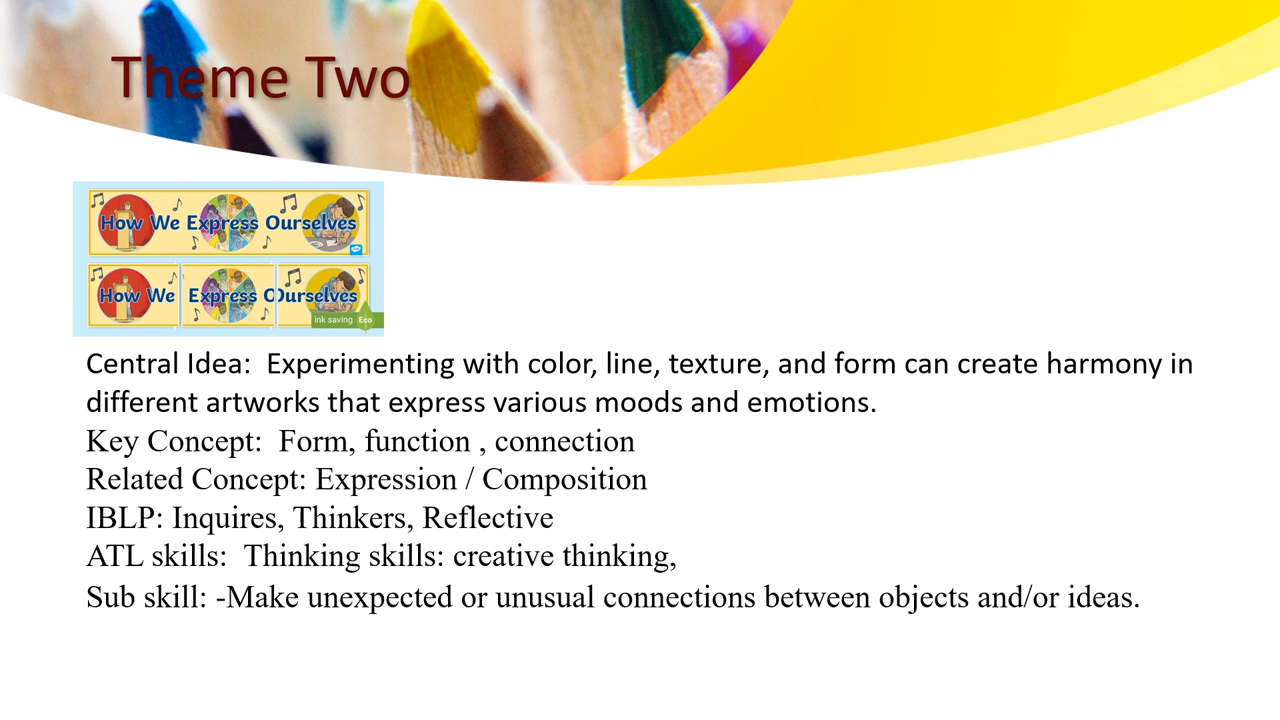 Theme Two
How We Express Ourselves
How We Express O Ourselves
ink saving Eco
Central Idea:  Experimenting with color, line, texture, and form can create harmony in
different artworks that express various moods and emotions.
Key Concept:  Form, function , connection
Related Concept: Expression / Composition
IBLP: Inquires, Thinkers, Reflective
ATL skills:  Thinking skills: creative thinking,
Sub skill: -Make unexpected or unusual connections between objects and/or ideas.